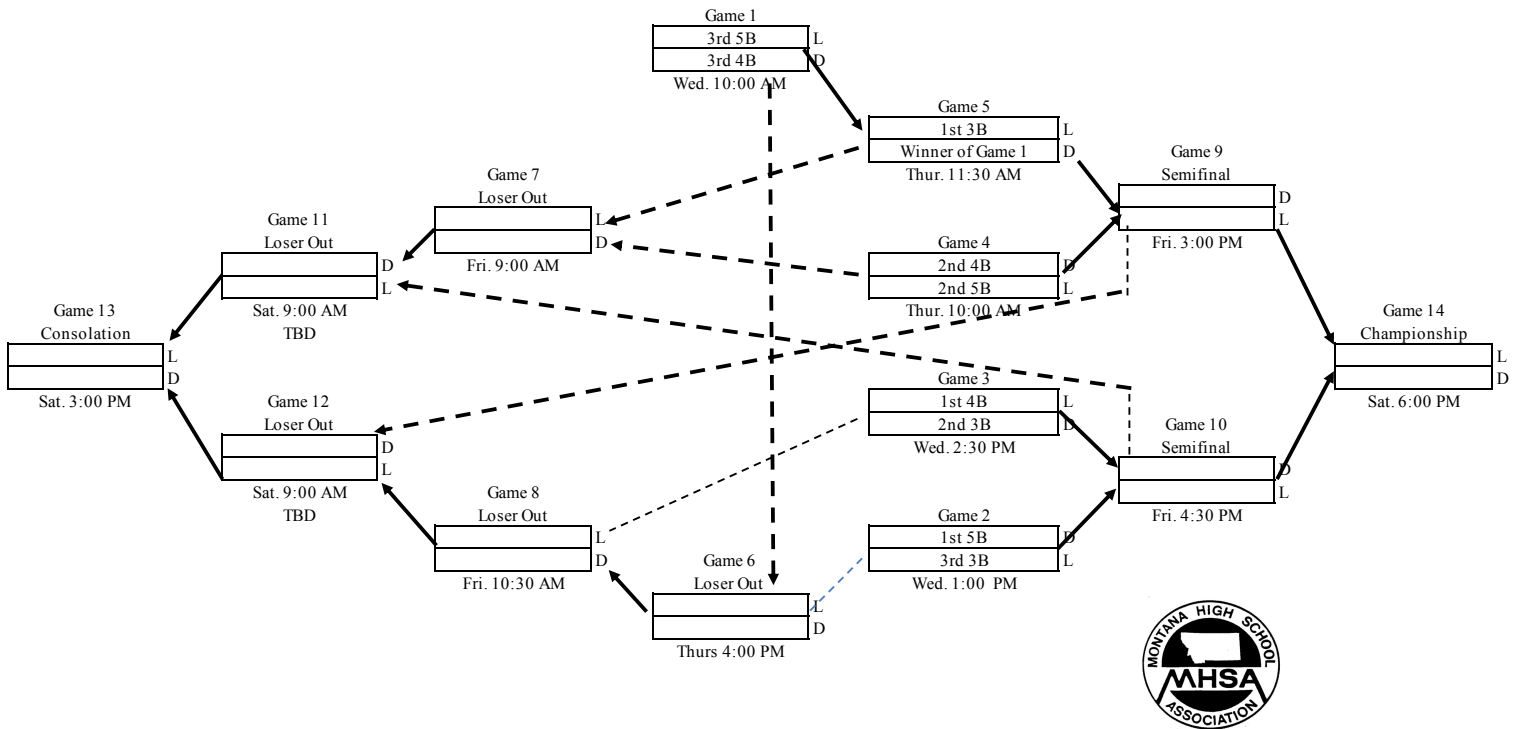 Game 1
3rd 5B L
3rd 4B D
Wed. 10:00 AM
Game 5
1st 3B L
Winner of Game 1 D
Thur. 11:30 AM
Game 9
Semifinal
D
L
Fri. 3:00 PM
Game 7
Loser Out
L
D
Fri. 9:00 AM
Game 11
Loser Out
D
L
Sat. 9:00 AM
TBD
Game 4
2nd 4B D
2nd 5B L
Thur. 10:00 AM
Game 13
Consolation
L
D
Sat. 3:00 PM
Game 14
Championship
L
D
Sat. 6:00 PM
Game 12
Loser Out
D
L
Sat. 9:00 AM
TBD
Game 3
1st 4B L
2nd 3B D
Wed. 2:30 PM
Game 10
Semifinal
D
L
Fri. 4:30 PM
Game 8
Loser Out
L
D
Fri. 10:30 AM
Game 2
1st 5B D
3rd 3B L
Wed. 1:00 PM
Game 6
Loser Out
L
D
Thurs 4:00 PM
MONTANA HIGH SCHOOL
MHSA
ASSOCIATION